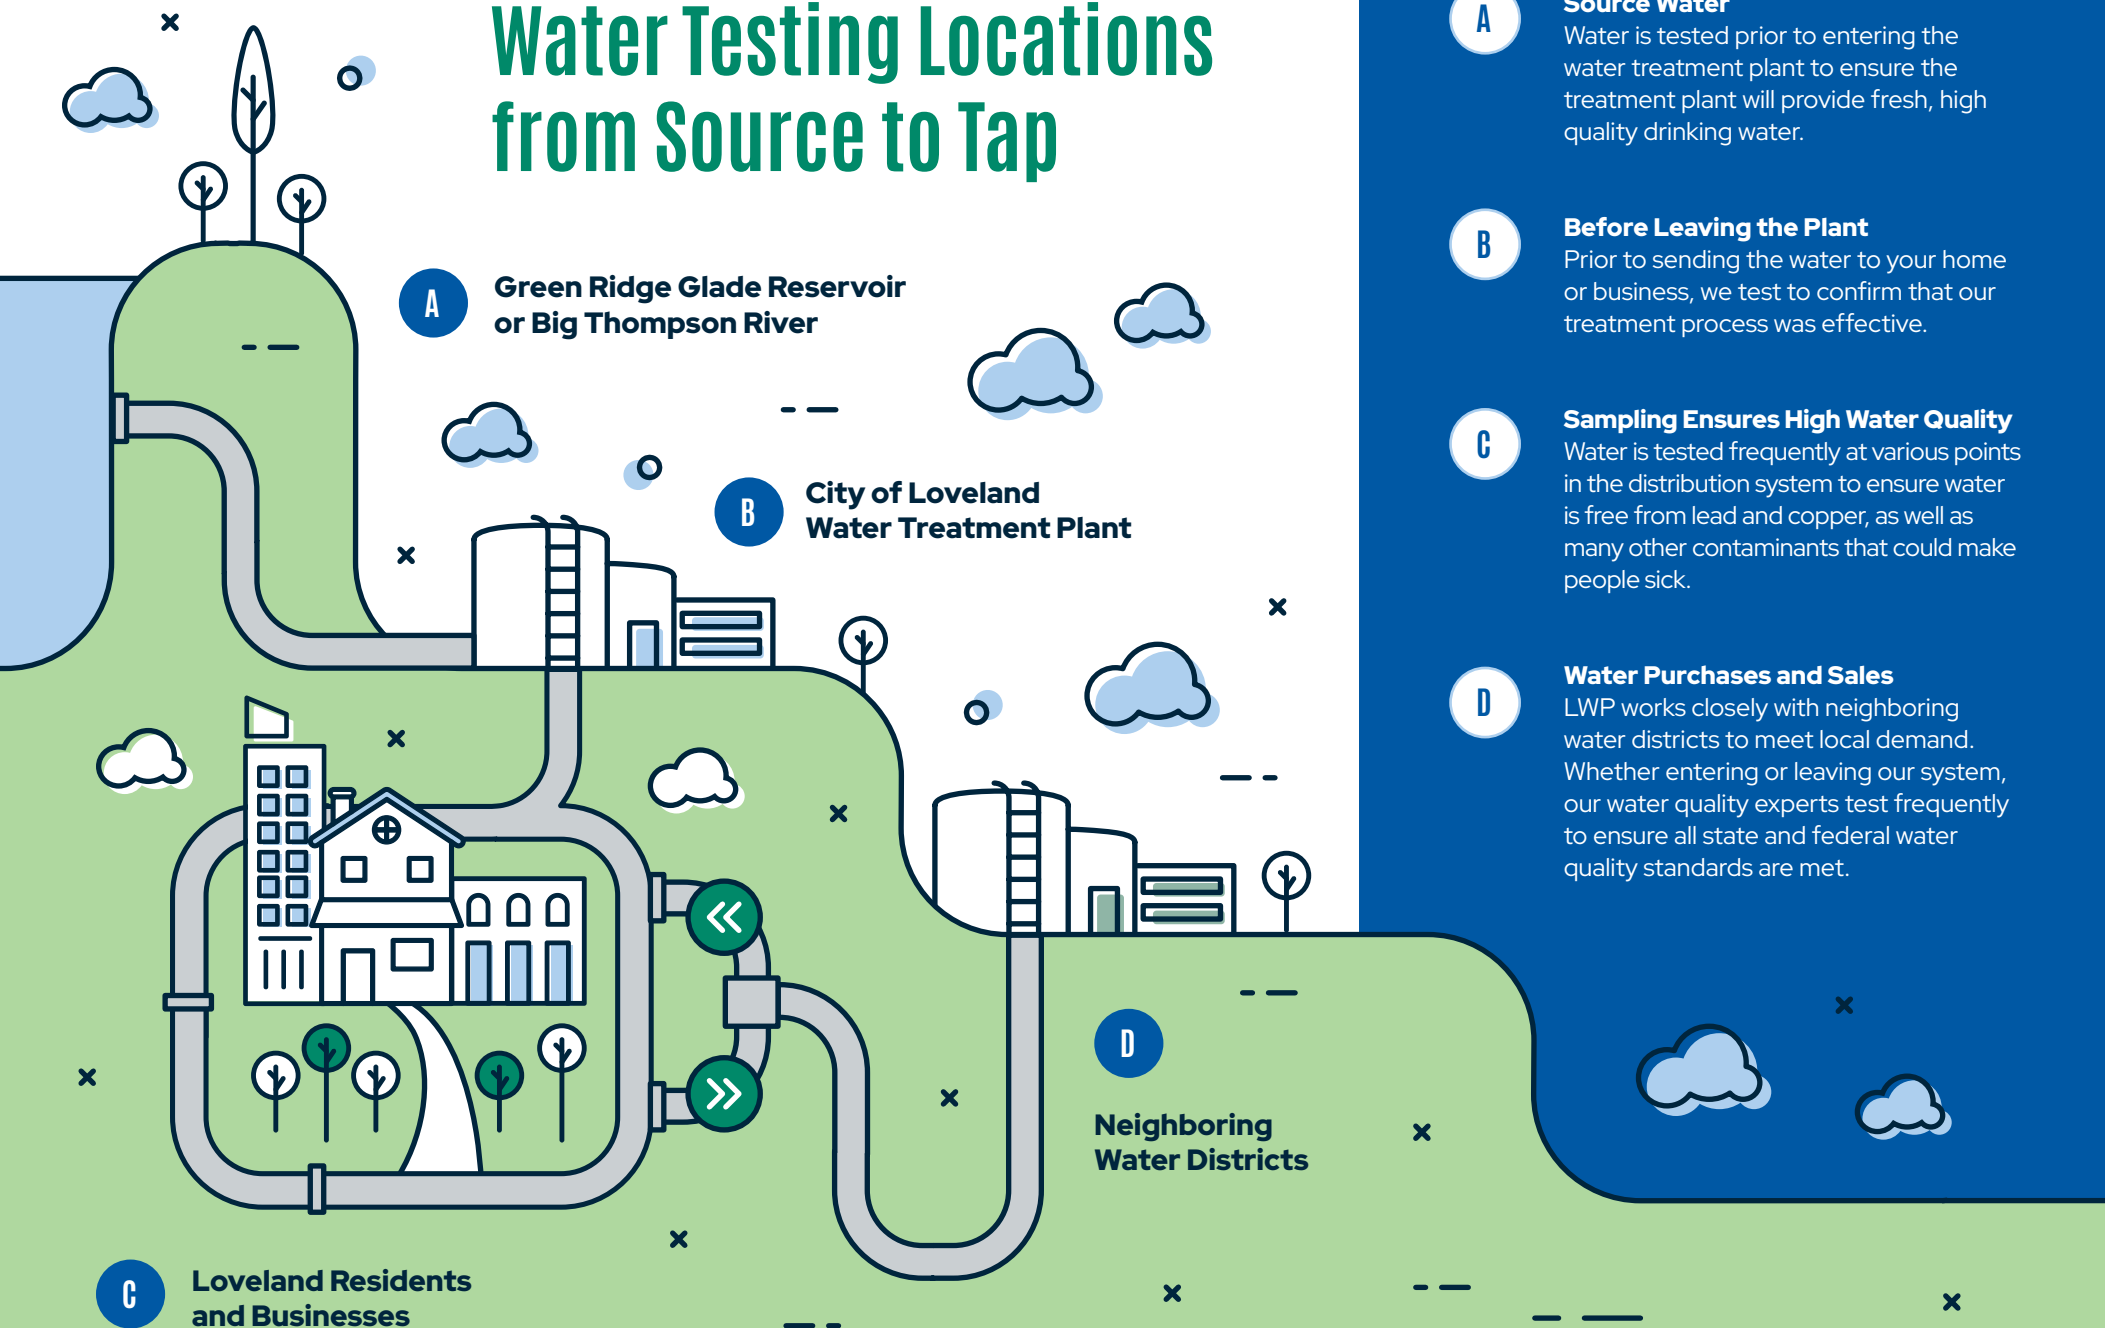 Water Testing Locations
from Source to Tap
A
Green Ridge Glade Reservoir
or Big Thompson River
B
City of Loveland
Water Treatment Plant
D
Neighboring
Water Districts
C
Loveland Residents
and Businesses
A
Source Water
Water is tested prior to entering the
water treatment plant to ensure the
treatment plant will provide fresh, high
quality drinking water.
B
Before Leaving the Plant
Prior to sending the water to your home
or business, we test to confirm that our
treatment process was effective.
C
Sampling Ensures High Water Quality
Water is tested frequently at various points
in the distribution system to ensure water
is free from lead and copper, as well as
many other contaminants that could make
people sick.
D
Water Purchases and Sales
LWP works closely with neighboring
water districts to meet local demand.
Whether entering or leaving our system,
our water quality experts test frequently
to ensure all state and federal water
quality standards are met.